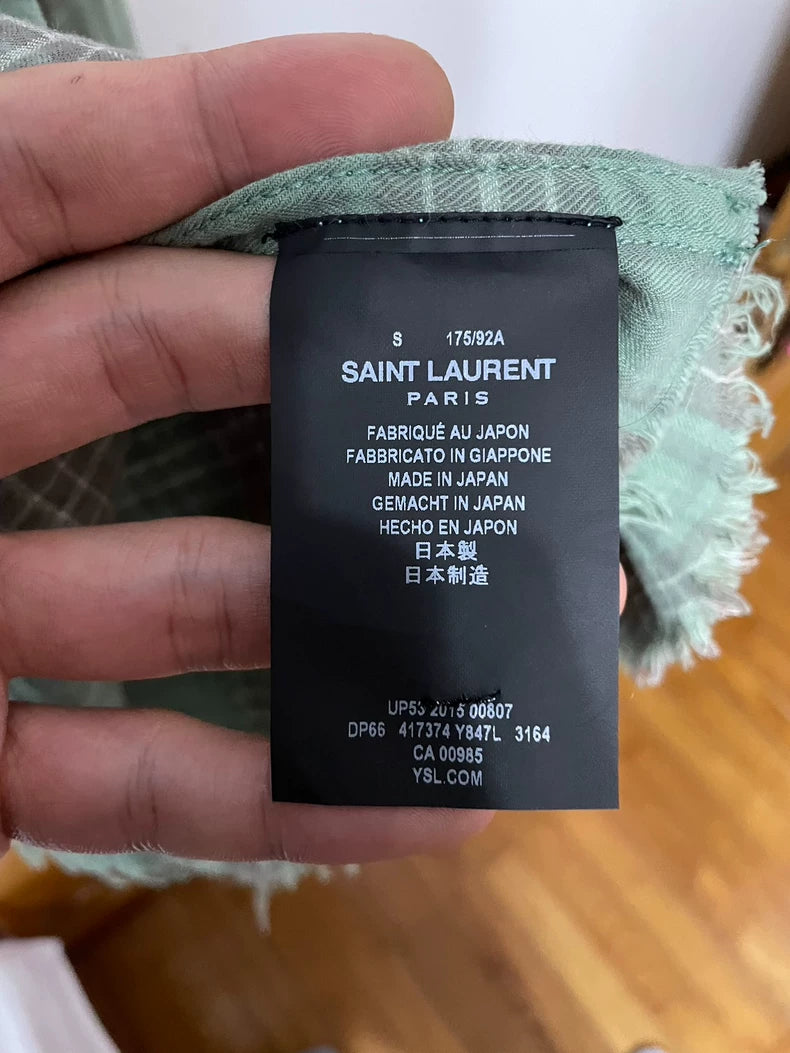 S 175/92A
SAINT LAURENT
PARIS
FABRIQUÉ AU JAPON
FABBRICATO IN GIAPPONE
MADE IN JAPAN
GEMACHT IN JAPAN
HECHO EN JAPON
日本製
日本制造
UP53 2015 00807
DP66 417374 Y847L 3164
CA 00985
YSL.COM